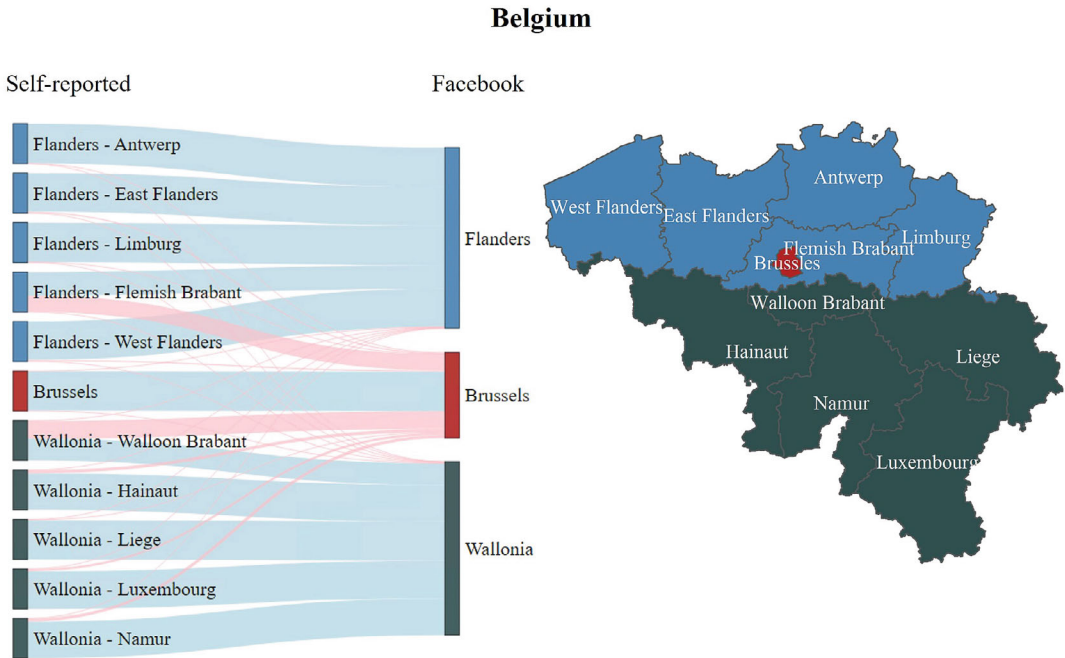 Belgium
Self-reported
Facebook
Flanders - Antwerp
Flanders - East Flanders
Flanders - Limburg
Flanders - Flemish Brabant
Flanders - West Flanders
Brussels
Wallonia - Walloon Brabant
Wallonia - Hainaut
Wallonia - Liege
Wallonia - Luxembourg
Wallonia - Namur
Flanders
Brussels
Wallonia
Antwerp
West Flanders
East Flanders
Limburg
Flemish Brabant
Brussles
Walloon Brabant
Hainaut
Liege
Namur
Luxembourg